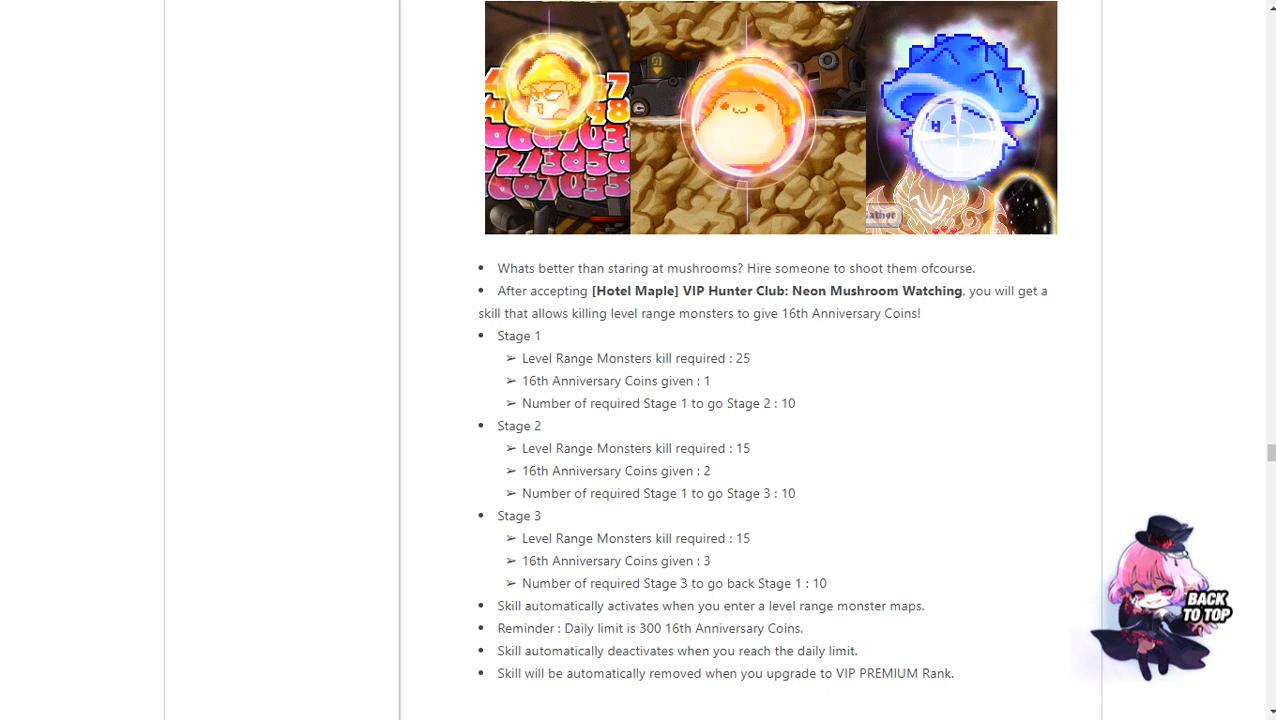 • Whats better than staring at mushrooms? Hire someone to shoot them ofcourse.
• After accepting [Hotel Maple] VIP Hunter Club: Neon Mushroom Watching, you will get a
skill that allows killing level range monsters to give 16th Anniversary Coins!
• Stage 1
➢ Level Range Monsters kill required : 25
➢ 16th Anniversary Coins given : 1
➢ Number of required Stage 1 to go Stage 2 : 10
• Stage 2
➢ Level Range Monsters kill required : 15
➢ 16th Anniversary Coins given : 2
➢ Number of required Stage 1 to go Stage 3 : 10
• Stage 3
➢ Level Range Monsters kill required : 15
➢ 16th Anniversary Coins given : 3
➢ Number of required Stage 3 to go back Stage 1 : 10
• Skill automatically activates when you enter a level range monster maps.
• Reminder : Daily limit is 300 16th Anniversary Coins.
• Skill automatically deactivates when you reach the daily limit.
• Skill will be automatically removed when you upgrade to VIP PREMIUM Rank.
BACK
TO TOP